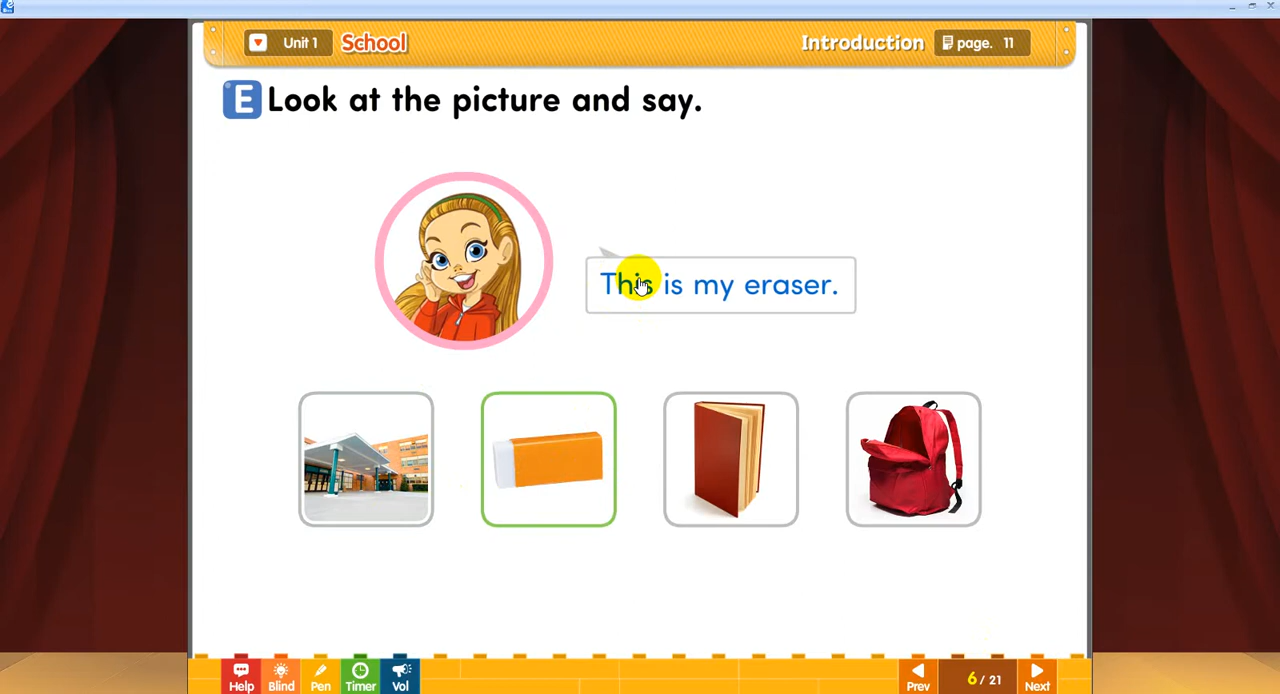 Unit 1 School Introduction page. 11
E Look at the picture and say.
This is my eraser.
Help Blind Pen Timer Vol Prev 6 / 21 Next